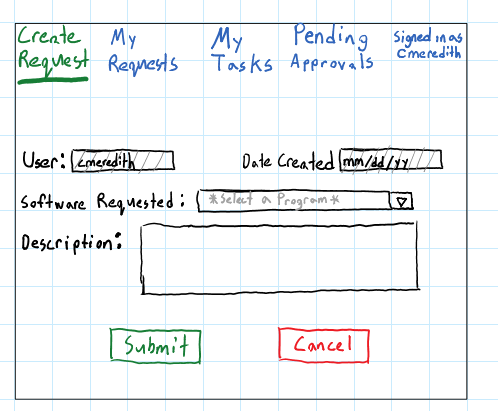 Create Request
My Requests
My Tasks
Pending Approvals
Signed in as Cmeredith
User: cmeredith
Date Created mm/dd/yy
Software Requested: *Select a Program*
Description:
Submit
Cancel